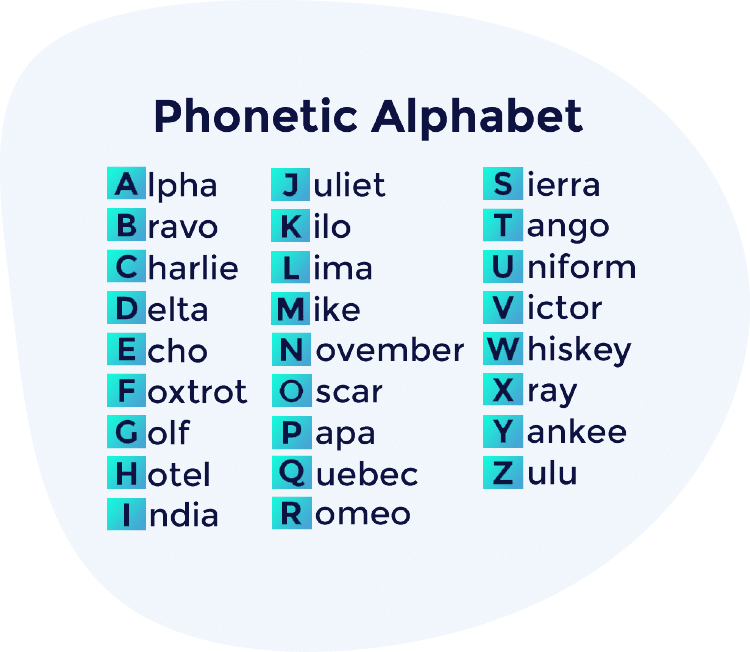 Phonetic Alphabet
Alpha
Bravo
Charlie
Delta
Echo
Foxtrot
Golf
Hotel
India
Juliet
Kilo
Lima
Mike
November
Oscar
Papa
Quebec
Romeo
Sierra
Tango
Uniform
Victor
Whiskey
Xray
Yankee
Zulu